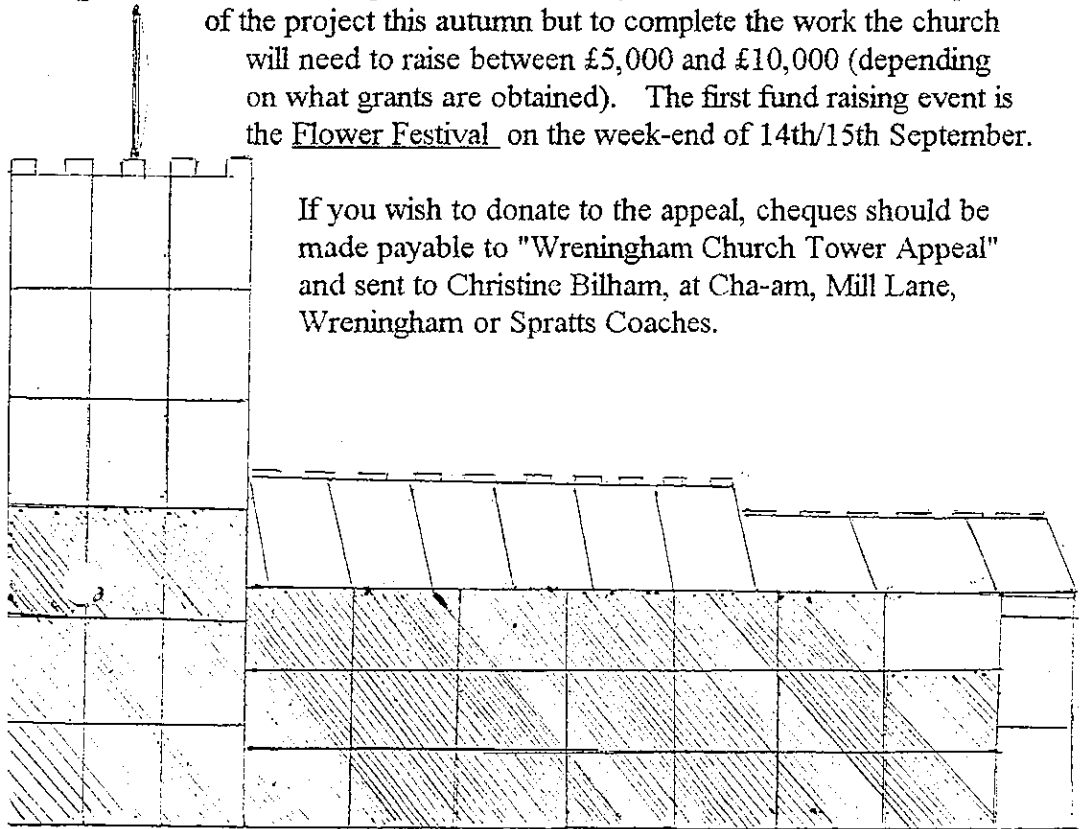 of the project this autumn but to complete the work the church
will need to raise between £5,000 and £10,000 (depending
on what grants are obtained). The first fund raising event is
the Flower Festival on the week-end of 14th/15th September.
If you wish to donate to the appeal, cheques should be
made payable to "Wreningham Church Tower Appeal"
and sent to Christine Bilham, at Cha-am, Mill Lane,
Wreningham or Spratts Coaches.